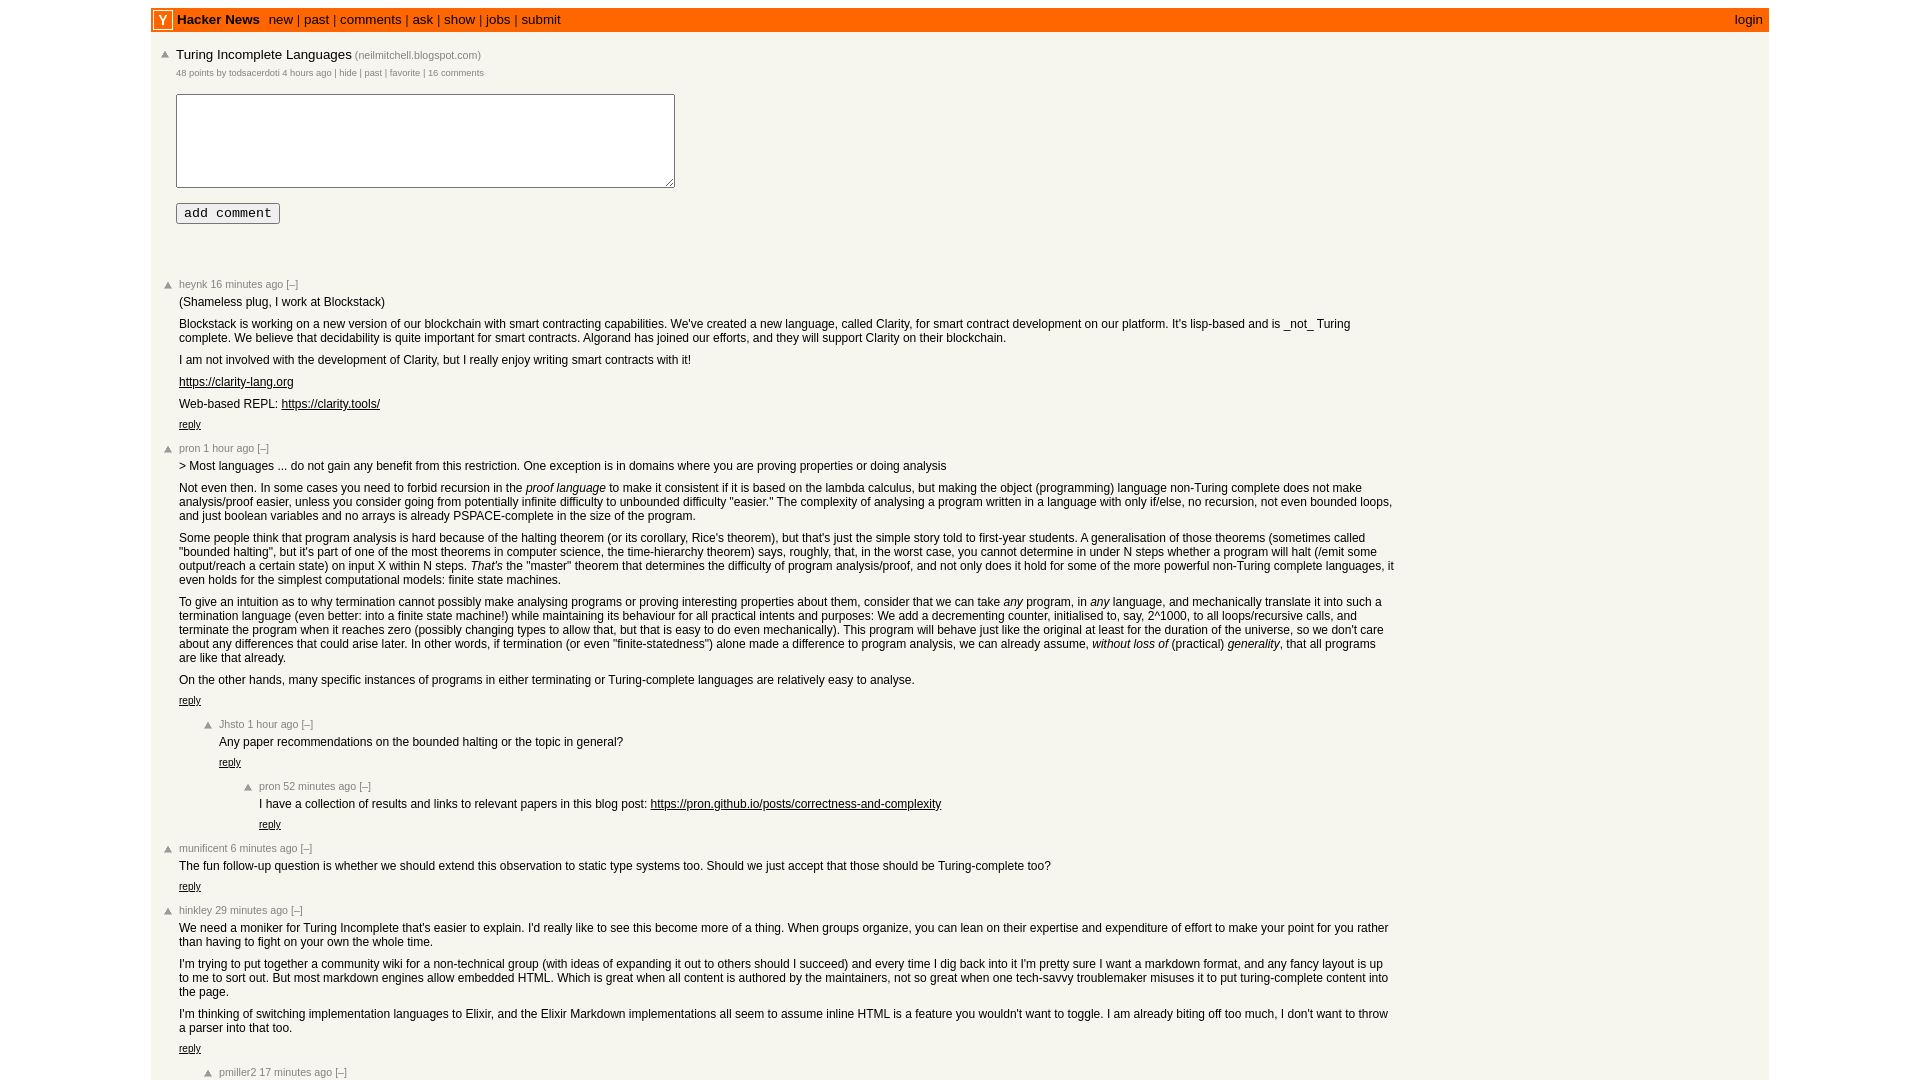 Y Hacker News new | past | comments | ask | show | jobs | submit login
Turing Incomplete Languages (neilmitchell.blogspot.com)
48 points by todsacerdoti 4 hours ago | hide | past | favorite | 16 comments
add comment
heynk 16 minutes ago [–]
(Shameless plug, I work at Blockstack)
Blockstack is working on a new version of our blockchain with smart contracting capabilities. We've created a new language, called Clarity, for smart contract development on our platform. It's lisp-based and is _not_ Turing
complete. We believe that decidability is quite important for smart contracts. Algorand has joined our efforts, and they will support Clarity on their blockchain.
I am not involved with the development of Clarity, but I really enjoy writing smart contracts with it!
https://clarity-lang.org
Web-based REPL: https://clarity.tools/
reply
pron 1 hour ago [–]
> Most languages ... do not gain any benefit from this restriction. One exception is in domains where you are proving properties or doing analysis
Not even then. In some cases you need to forbid recursion in the proof language to make it consistent if it is based on the lambda calculus, but making the object (programming) language non-Turing complete does not make
analysis/proof easier, unless you consider going from potentially infinite difficulty to unbounded difficulty "easier." The complexity of analysing a program written in a language with only if/else, no recursion, not even bounded loops,
and just boolean variables and no arrays is already PSPACE-complete in the size of the program.
Some people think that program analysis is hard because of the halting theorem (or its corollary, Rice's theorem), but that's just the simple story told to first-year students. A generalisation of those theorems (sometimes called
"bounded halting", but it's part of one of the most theorems in computer science, the time-hierarchy theorem) says, roughly, that, in the worst case, you cannot determine in under N steps whether a program will halt (/emit some
output/reach a certain state) on input X within N steps. That's the "master" theorem that determines the difficulty of program analysis/proof, and not only does it hold for some of the more powerful non-Turing complete languages, it
even holds for the simplest computational models: finite state machines.
To give an intuition as to why termination cannot possibly make analysing programs or proving interesting properties about them, consider that we can take any program, in any language, and mechanically translate it into such a
termination language (even better: into a finite state machine!) while maintaining its behaviour for all practical intents and purposes: We add a decrementing counter, initialised to, say, 2^1000, to all loops/recursive calls, and
terminate the program when it reaches zero (possibly changing types to allow that, but that is easy to do even mechanically). This program will behave just like the original at least for the duration of the universe, so we don't care
about any differences that could arise later. In other words, if termination (or even "finite-statedness") alone made a difference to program analysis, we can already assume, without loss of (practical) generality, that all programs
are like that already.
On the other hands, many specific instances of programs in either terminating or Turing-complete languages are relatively easy to analyse.
reply
Jhsto 1 hour ago [–]
Any paper recommendations on the bounded halting or the topic in general?
reply
pron 52 minutes ago [–]
I have a collection of results and links to relevant papers in this blog post: https://pron.github.io/posts/correctness-and-complexity
reply
munificent 6 minutes ago [–]
The fun follow-up question is whether we should extend this observation to static type systems too. Should we just accept that those should be Turing-complete too?
reply
hinkley 29 minutes ago [–]
We need a moniker for Turing Incomplete that's easier to explain. I'd really like to see this become more of a thing. When groups organize, you can lean on their expertise and expenditure of effort to make your point for you rather
than having to fight on your own the whole time.
I'm trying to put together a community wiki for a non-technical group (with ideas of expanding it out to others should I succeed) and every time I dig back into it I'm pretty sure I want a markdown format, and any fancy layout is up
to me to sort out. But most markdown engines allow embedded HTML. Which is great when all content is authored by the maintainers, not so great when one tech-savvy troublemaker misuses it to put turing-complete content into
the page.
I'm thinking of switching implementation languages to Elixir, and the Elixir Markdown implementations all seem to assume inline HTML is a feature you wouldn't want to toggle. I am already biting off too much, I don't want to throw
a parser into that too.
reply
pmiller2 17 minutes ago [–]